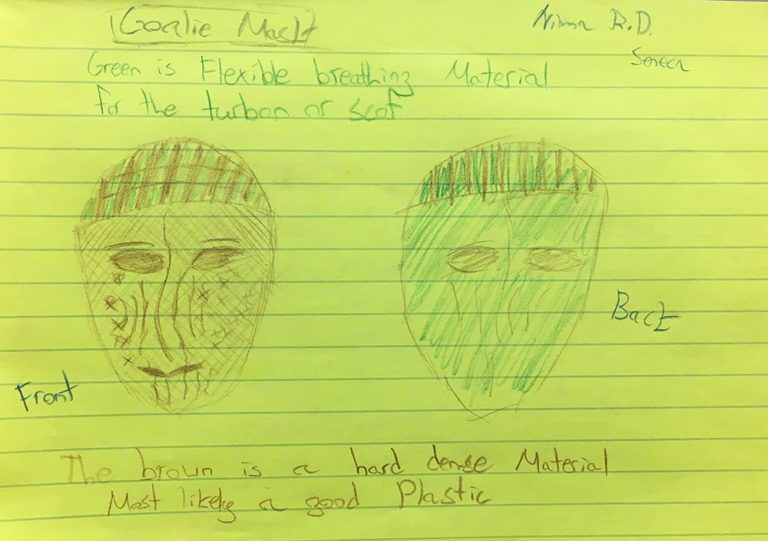 Goalie Mask
Nima R.D.
Seneca
Green is Flexible breathing Material
for the turban or scaf
Front
Back
The brown is a hard dense Material
Most likely a good Plastic